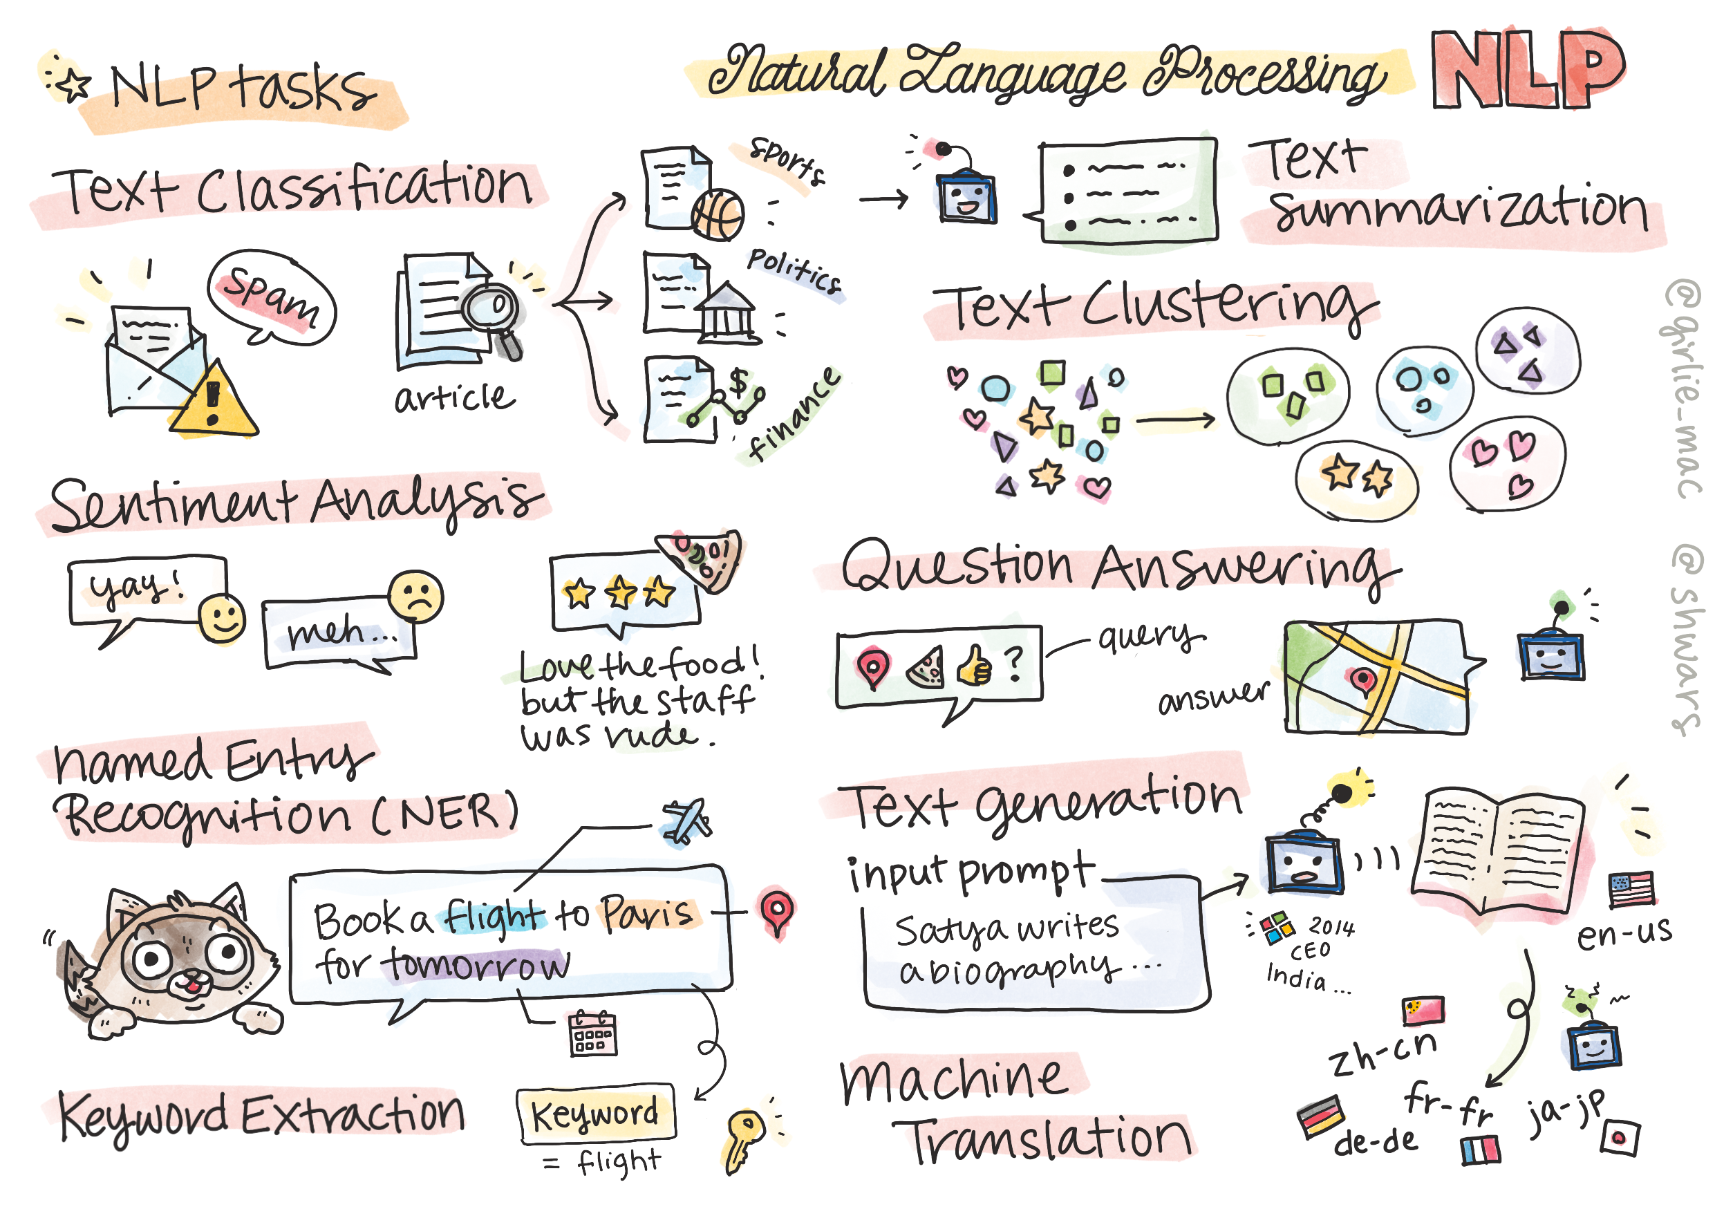 NLP tasks
Natural Language Processing NLP
Text Classification
spam
article
sports
politics
$
finance
Text
summarization
Text Clustering
Sentiment Analysis
yay!
meh...
Love the food!
but the staff
was rude.
Question Answering
?
query
answer
named Entry
Recognition (NER)
Book a flight to Paris
for tomorrow
Keyword Extraction
Keyword
= flight
Text generation
input prompt
Satya writes
a biography ...
2014
CEO
India ...
en-us
Machine
Translation
zh-cn
fr-fr
de-de
ja-jp
@girlie_mac @shwars